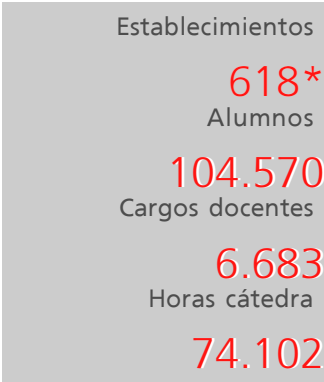 Establecimientos
618*
Alumnos
104.570
Cargos docentes
6.683
Horas cátedra
74.102